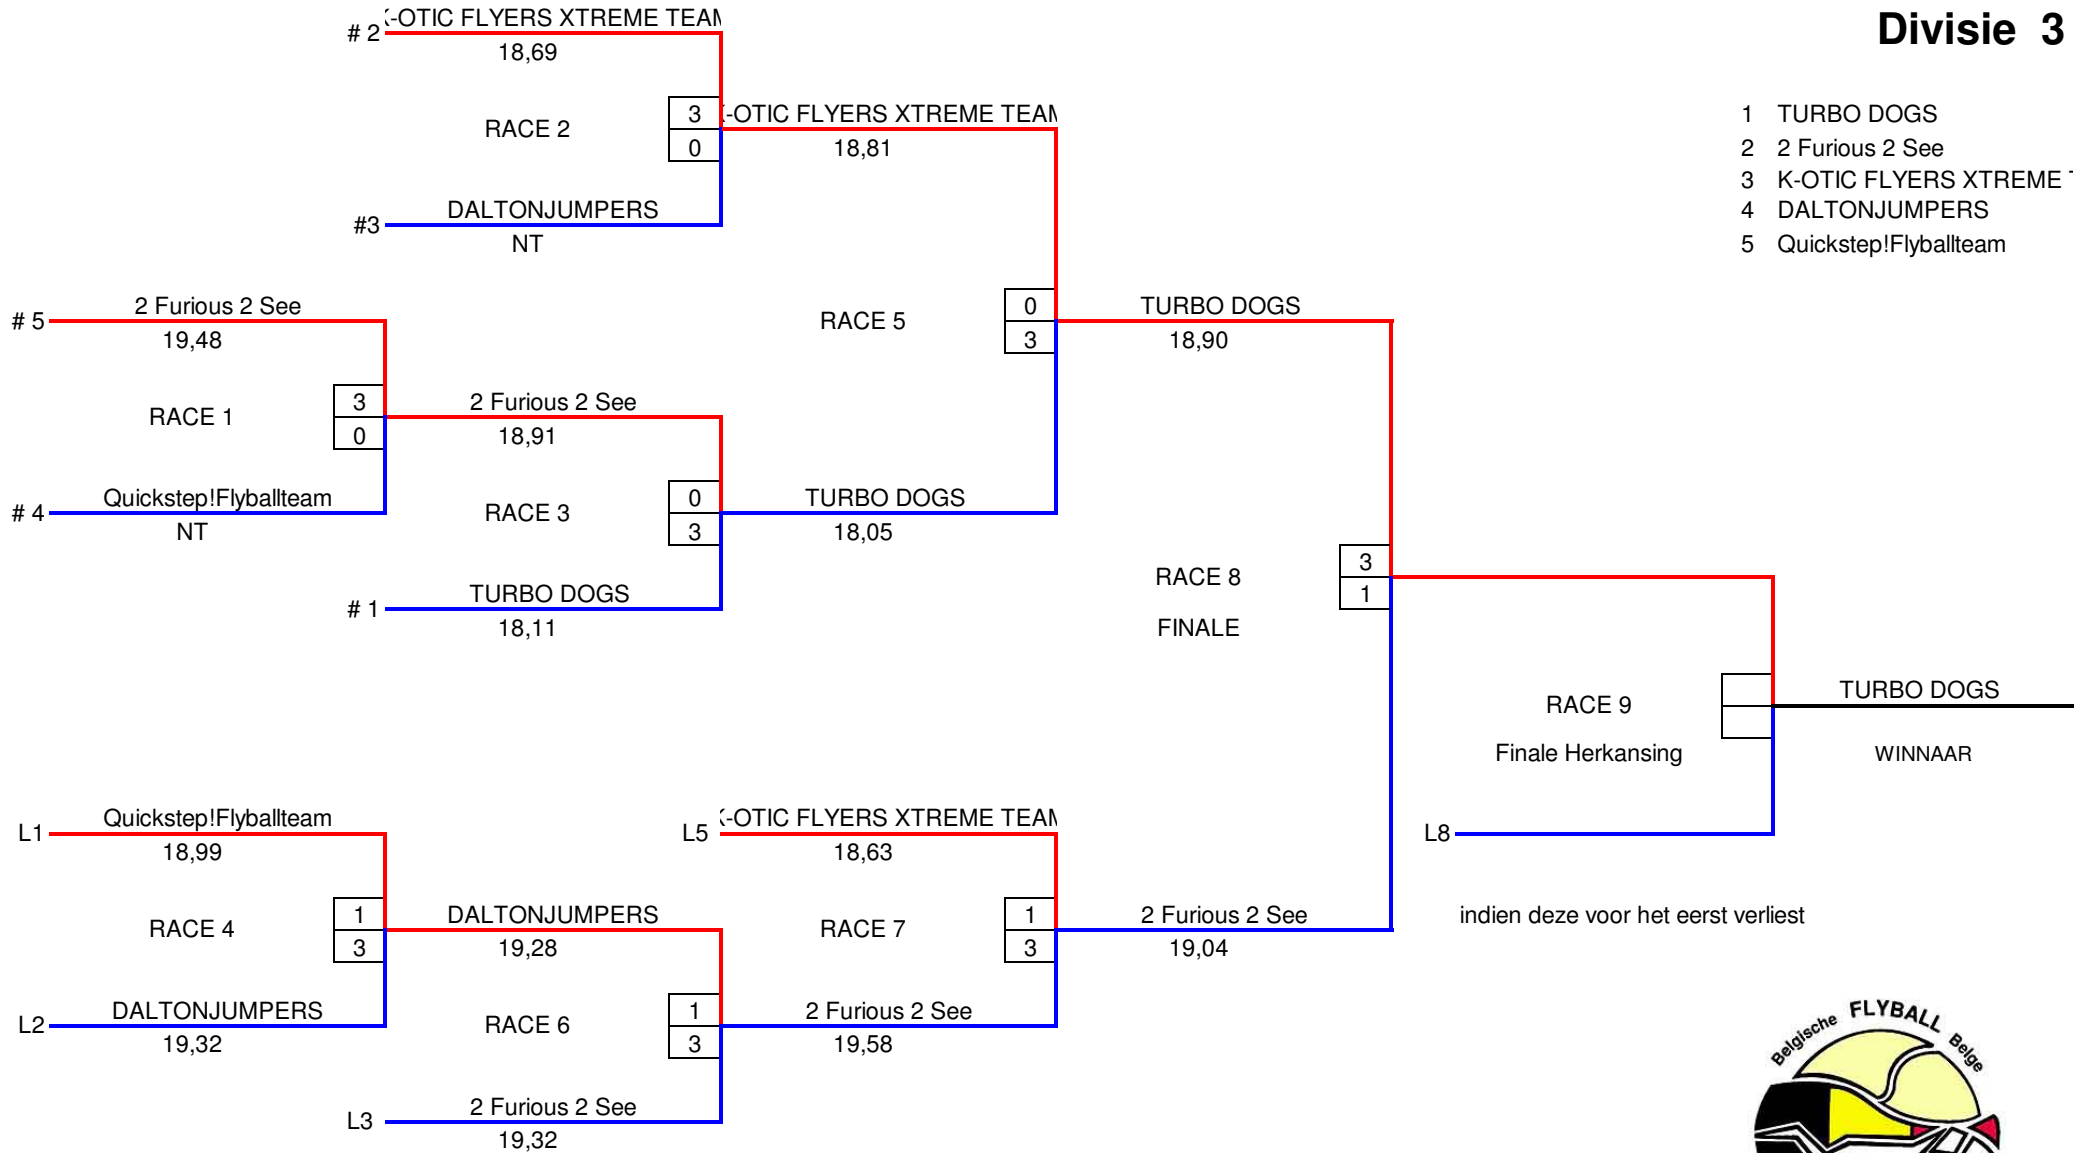 Divisie 3
1 TURBO DOGS
2 2 Furious 2 See
3 K-OTIC FLYERS XTREME
4 DALTONJUMPERS
5 Quickstep!Flyballteam
# 2 K-OTIC FLYERS XTREME TEAM
18,69
RACE 2
3
0
#3 DALTONJUMPERS
NT
K-OTIC FLYERS XTREME TEAM
18,81
# 5 2 Furious 2 See
19,48
RACE 1
3
0
# 4 Quickstep!Flyballteam
NT
2 Furious 2 See
18,91
RACE 3
0
3
# 1 TURBO DOGS
18,11
RACE 5
0
3
TURBO DOGS
18,05
TURBO DOGS
18,90
RACE 8
3
1
FINALE
RACE 9
Finale Herkansing
TURBO DOGS
WINNAAR
L8
indien deze voor het eerst verliest
L1 Quickstep!Flyballteam
18,99
RACE 4
1
3
L2 DALTONJUMPERS
19,32
DALTONJUMPERS
19,28
RACE 6
1
3
L3 2 Furious 2 See
19,32
L5 K-OTIC FLYERS XTREME TEAM
18,63
RACE 7
1
3
2 Furious 2 See
19,58
2 Furious 2 See
19,04
Belgische FLYBALL Belge